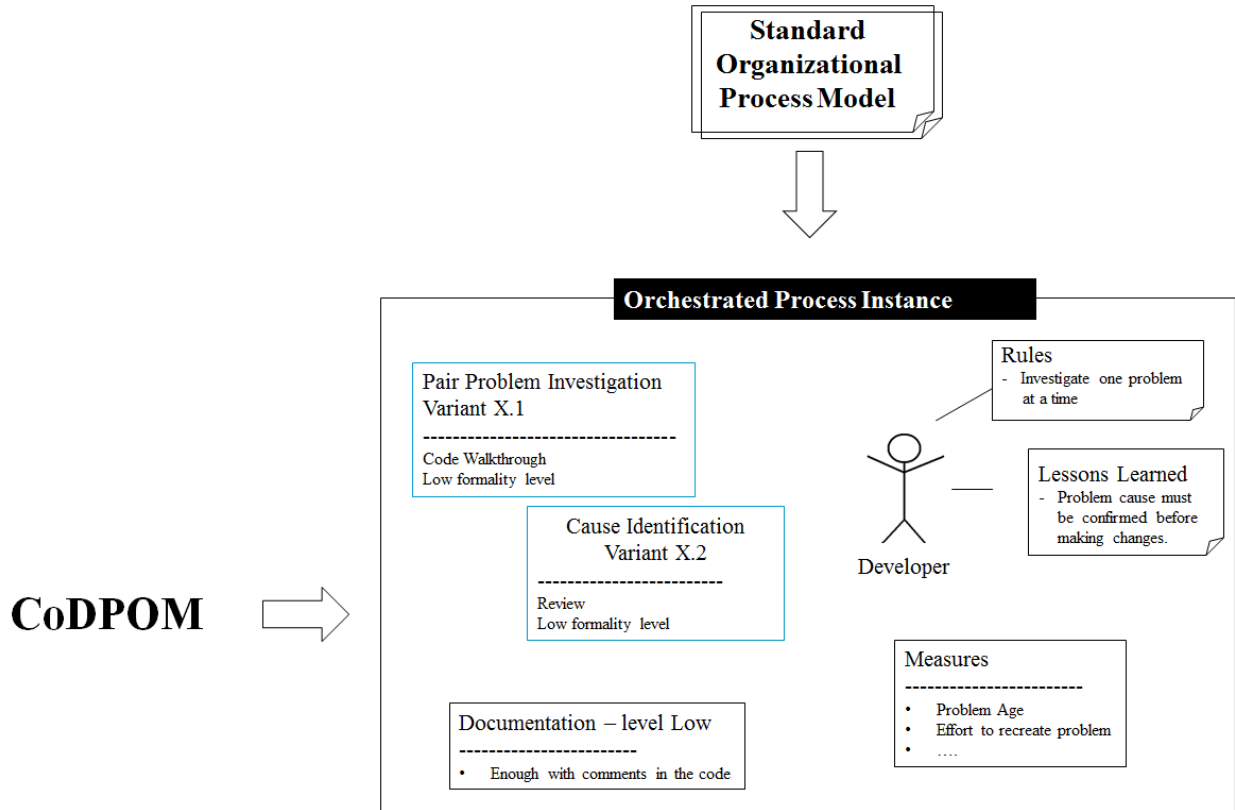 Standard
Organizational
Process Model
Orchestrated Process Instance
Pair Problem Investigation
Variant X.1
-----------------------------------
Code Walkthrough
Low formality level
Cause Identification
Variant X.2
-------------------------
Review
Low formality level
Documentation – level Low
------------------------
• Enough with comments in the code
Rules
- Investigate one problem
at a time
Lessons Learned
- Problem cause must
be confirmed before
making changes.
Developer
Measures
------------------------
• Problem Age
• Effort to recreate problem
• ….
CoDPOM